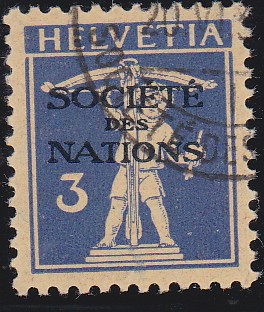 HELVETIA
SOCIÉTÉ
DES
NATIONS
3